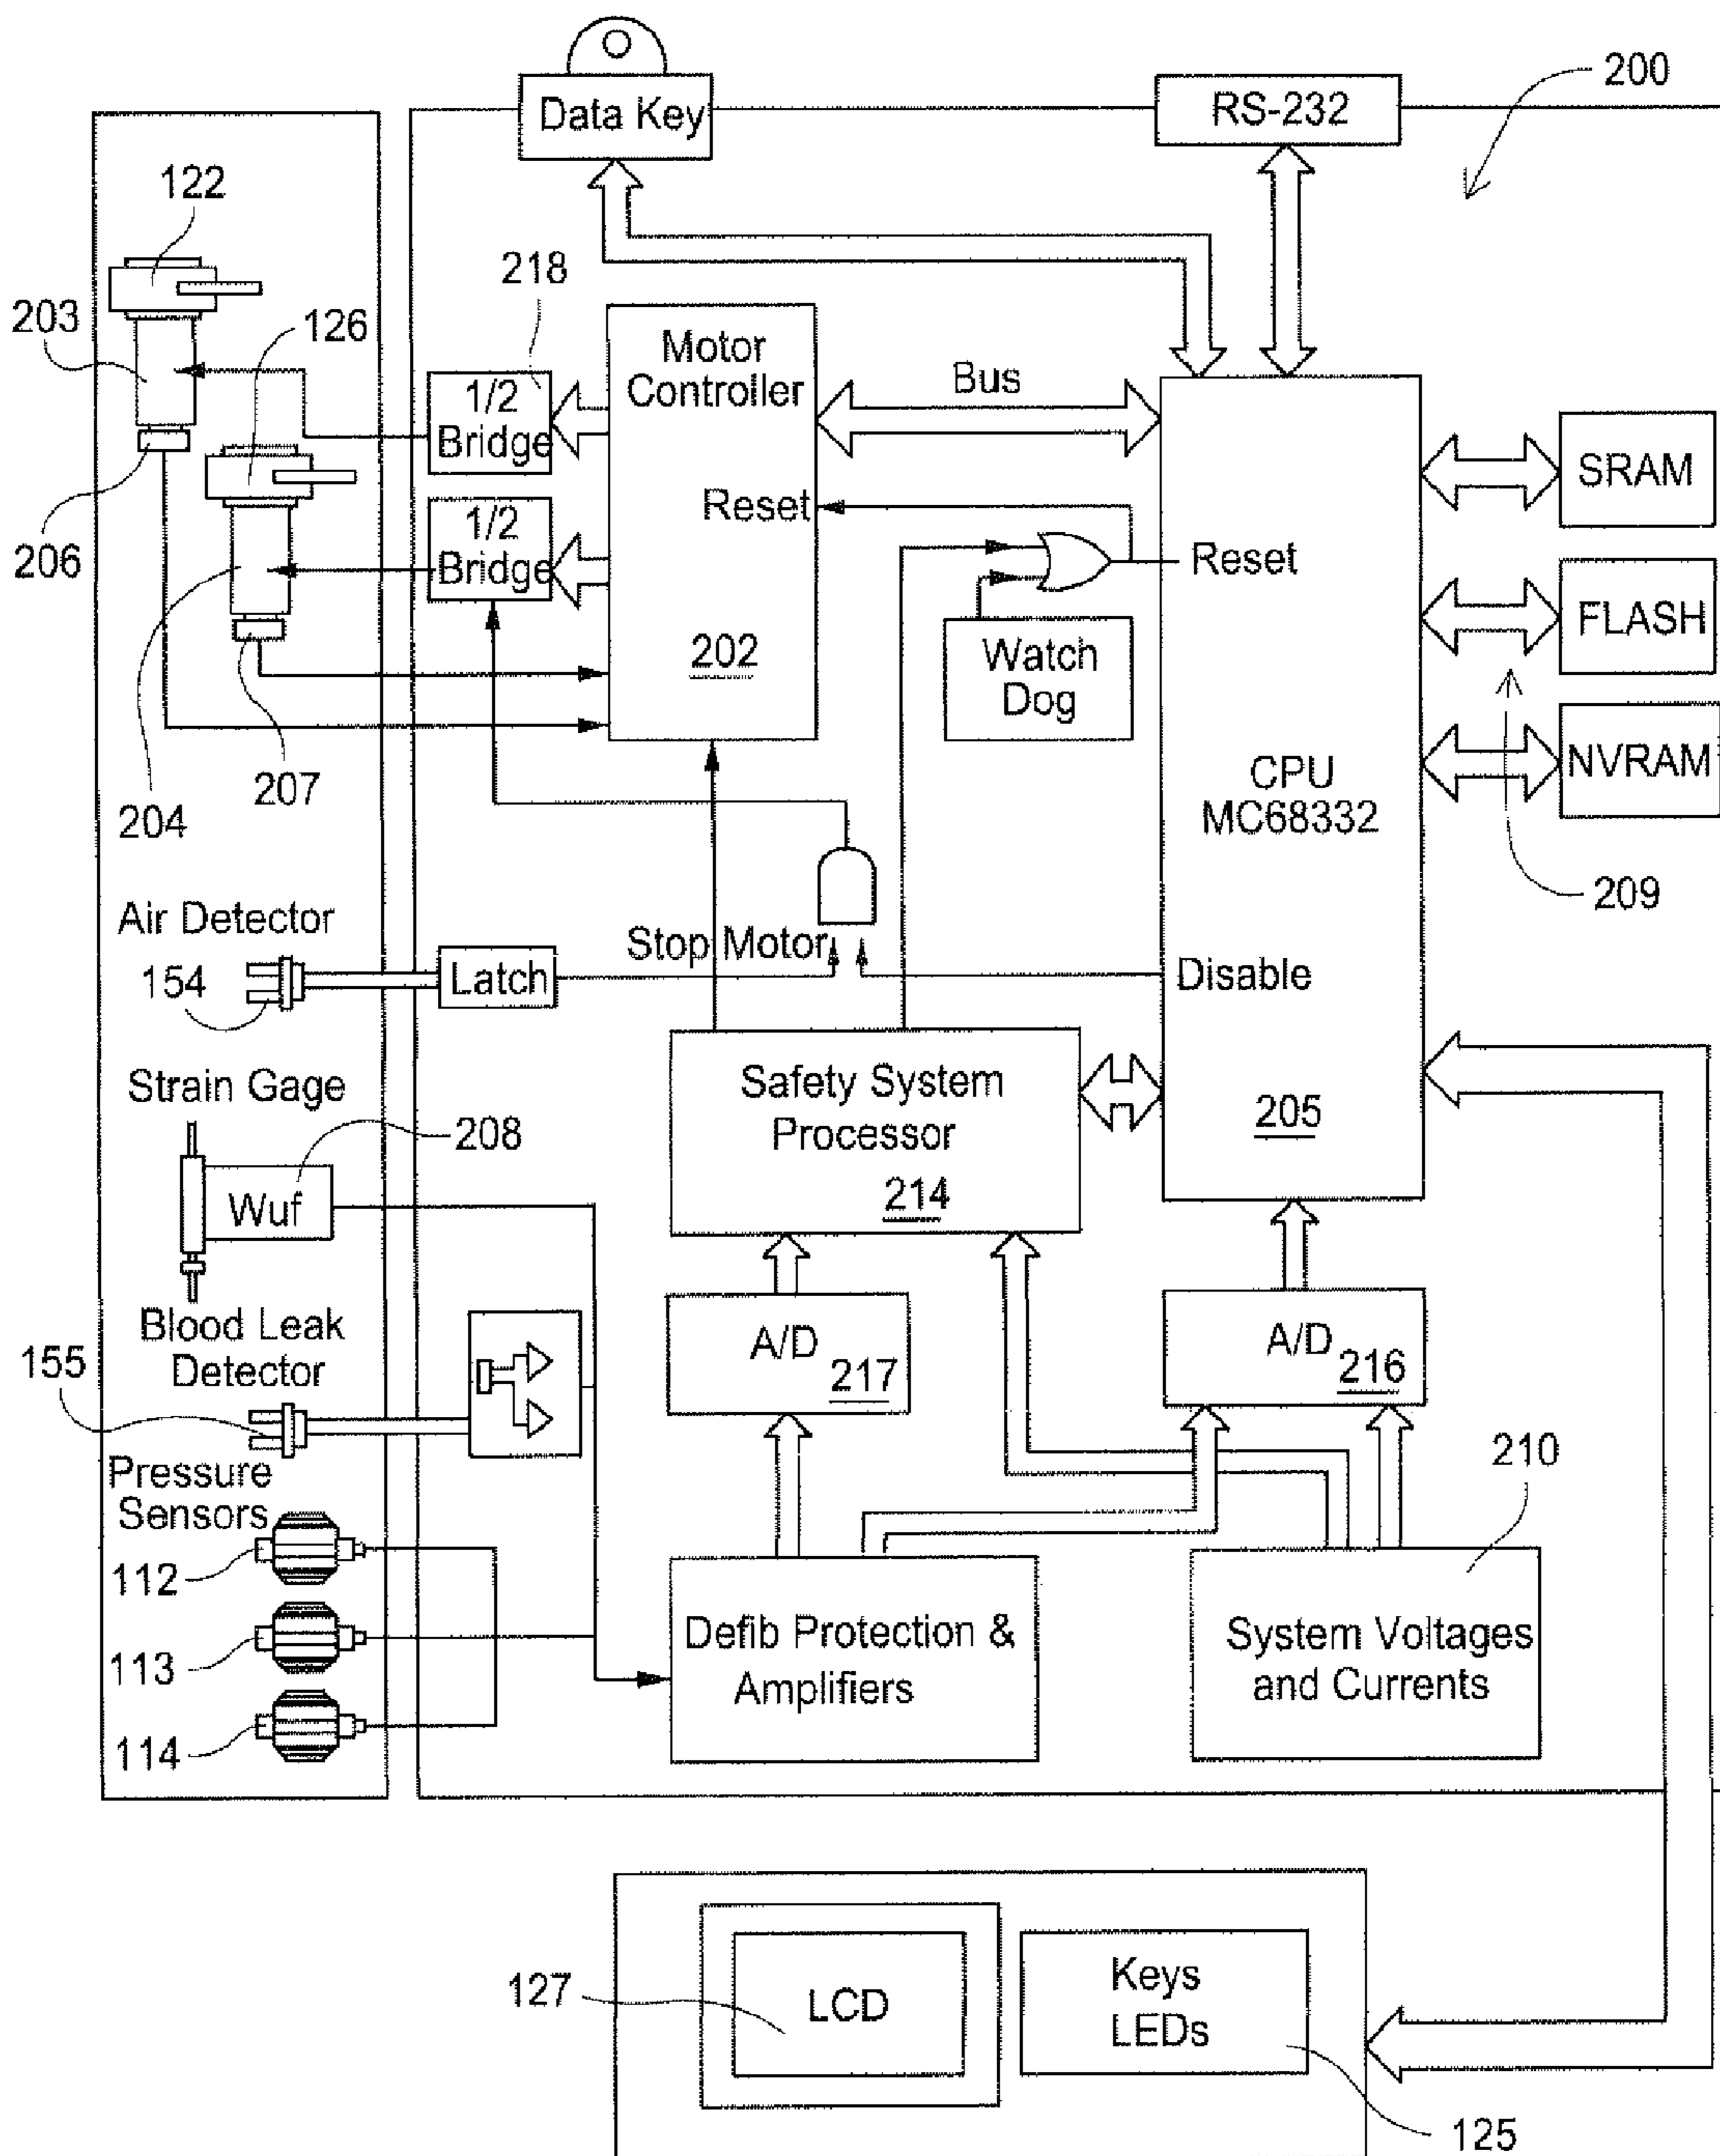 200
Data Key
RS-232
122
218
203
126
Motor
Controller
Bus
1/2
Bridge
SRAM
Reset
1/2
Bridge
206
Reset
FLASH
202
Watch
Dog
207
204
CPU
MC68332
NVRAM
209
Air Detector
Stop Motor
154
Latch
Disable
Strain Gage
Safety System
Processor
205
208
214
Wuf
Blood Leak
Detector
155
A/D
217
A/D
216
Pressure
Sensors
210
112
Defib Protection &
Amplifiers
System Voltages
and Currents
113
114
127
LCD
Keys
LEDs
125